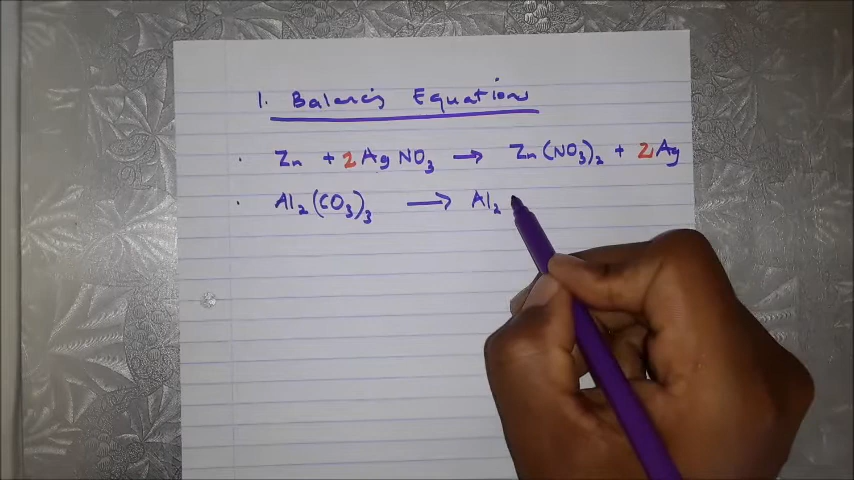 1. Balancing Equations
· Zn + 2AgNO₃ → Zn(NO₃)₂ + 2Ag
· Al₂(CO₃)₃ → Al₂